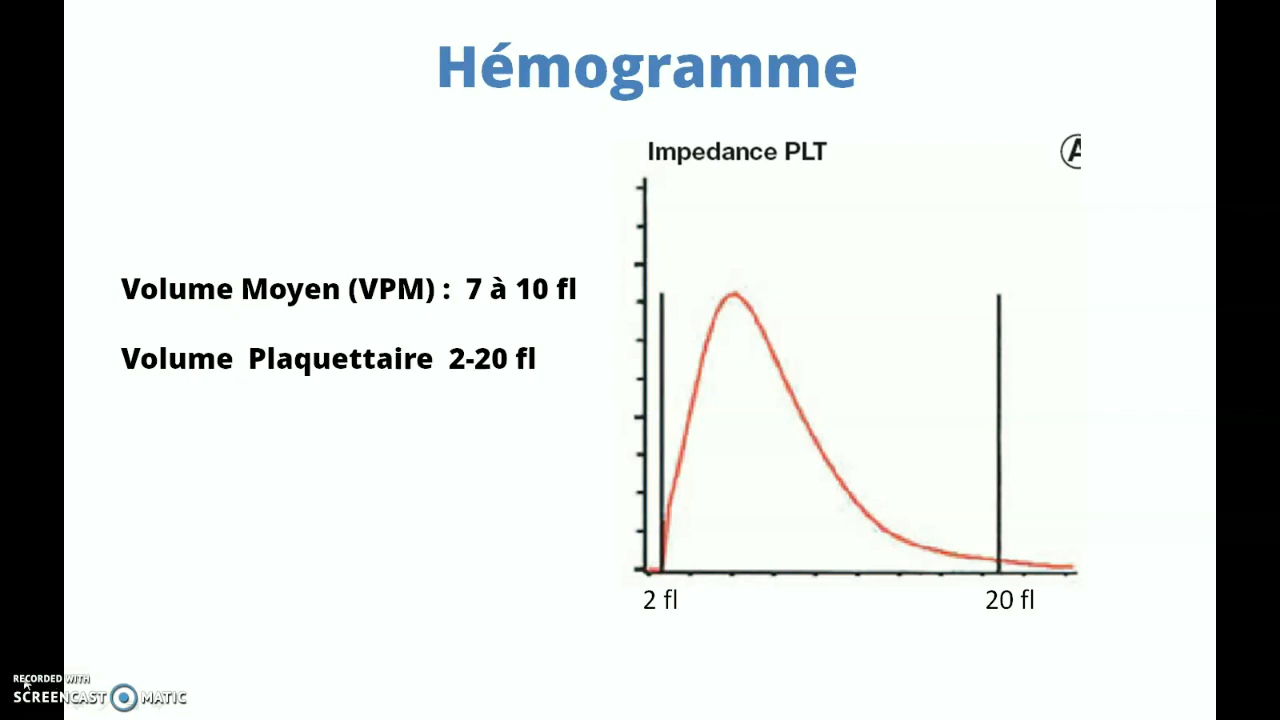 Hémogramme
Impedance PLT
A
Volume Moyen (VPM) : 7 à 10 fl
Volume Plaquettaire 2-20 fl
2 fl
20 fl
RECORDED WITH
SCREENCAST MATIC